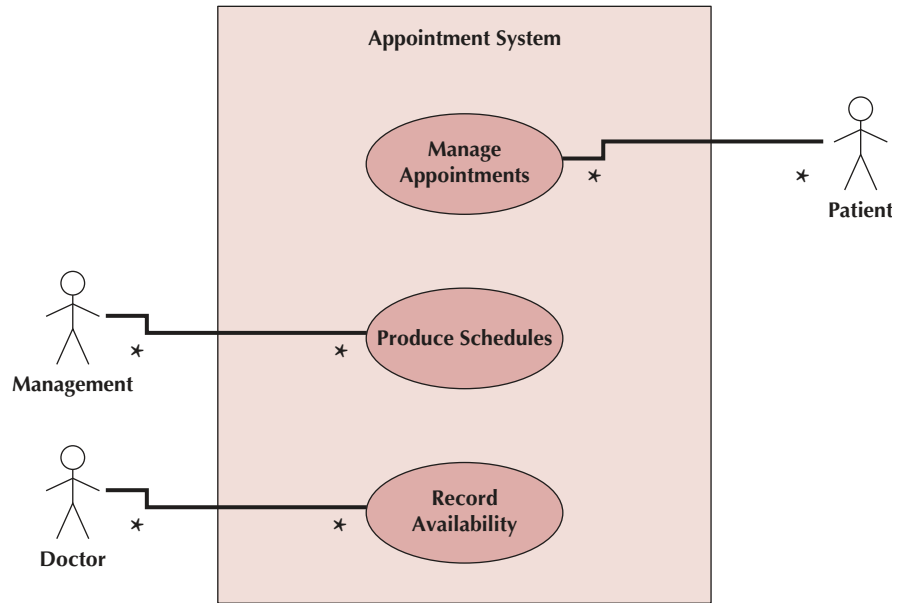 Appointment System
Manage
Appointments
*
*
Patient
Produce Schedules
*
*
Management
Record
Availability
*
*
Doctor